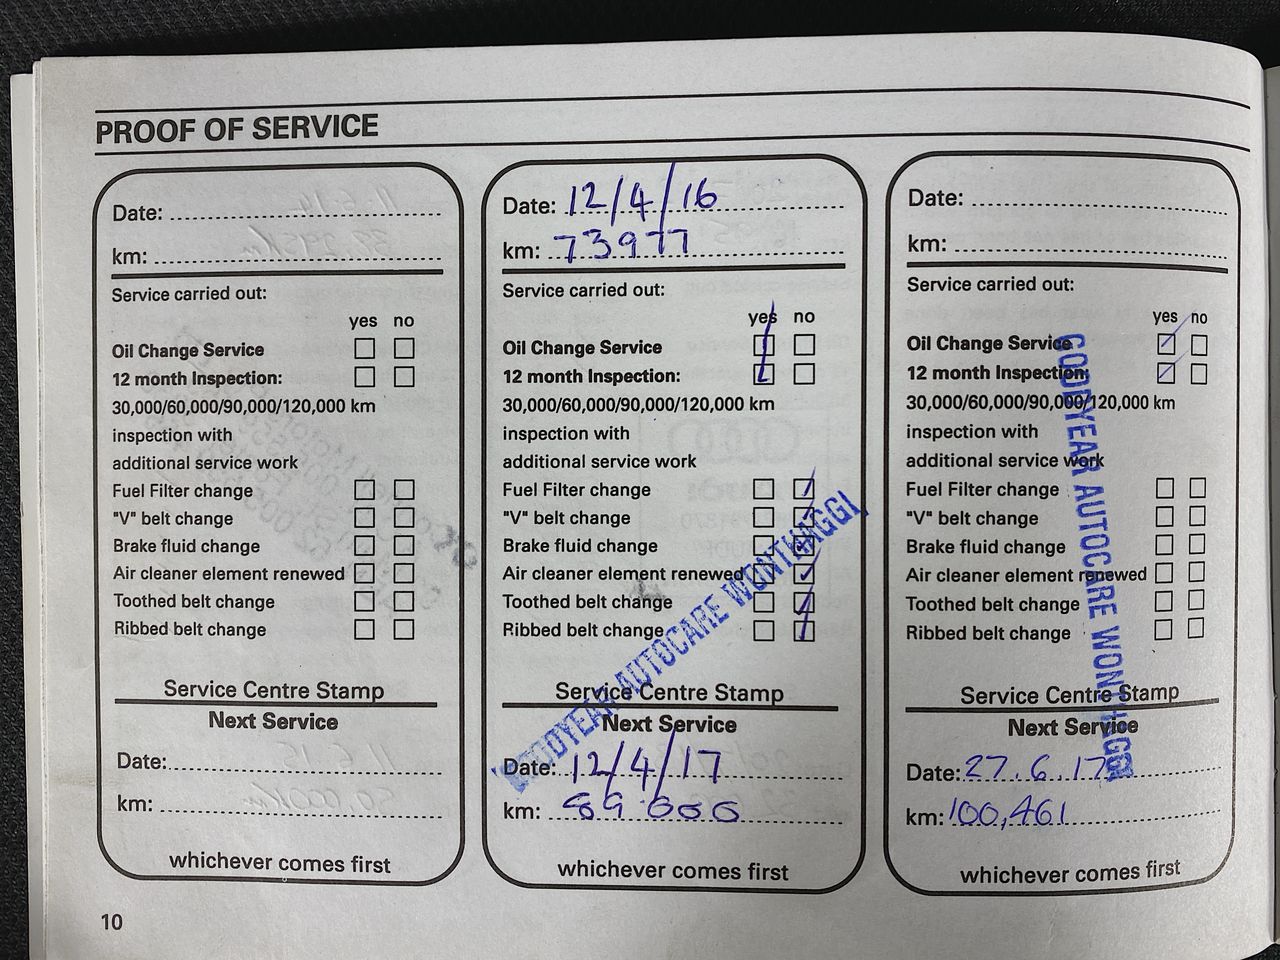 PROOF OF SERVICE
Date:
km:
Service carried out:
yes no
Oil Change Service
12 month Inspection:
30,000/60,000/90,000/120,000 km
inspection with
additional service work
Fuel Filter change
"V" belt change
Brake fluid change
Air cleaner element renewed
Toothed belt change
Ribbed belt change
Service Centre Stamp
Next Service
Date:
km:
whichever comes first
Date: 12/4/16
km: 73977
Service carried out:
yes no
Oil Change Service
12 month Inspection:
30,000/60,000/90,000/120,000 km
inspection with
additional service work
Fuel Filter change
"V" belt change
Brake fluid change
Air cleaner element renewed
Toothed belt change
Ribbed belt change
GOODYEAR AUTOCARE WONTHAGGI
Service Centre Stamp
Next Service
Date: 12/4/17
km: 89 000
whichever comes first
Date:
km:
Service carried out:
yes no
Oil Change Service
12 month Inspection:
30,000/60,000/90,000/120,000 km
inspection with
additional service work
Fuel Filter change
"V" belt change
Brake fluid change
Air cleaner element renewed
Toothed belt change
Ribbed belt change
GOODYEAR AUTOCARE WONTHAGGI
Service Centre Stamp
Next Service
Date: 27.6.17
km: 100,461
whichever comes first
10